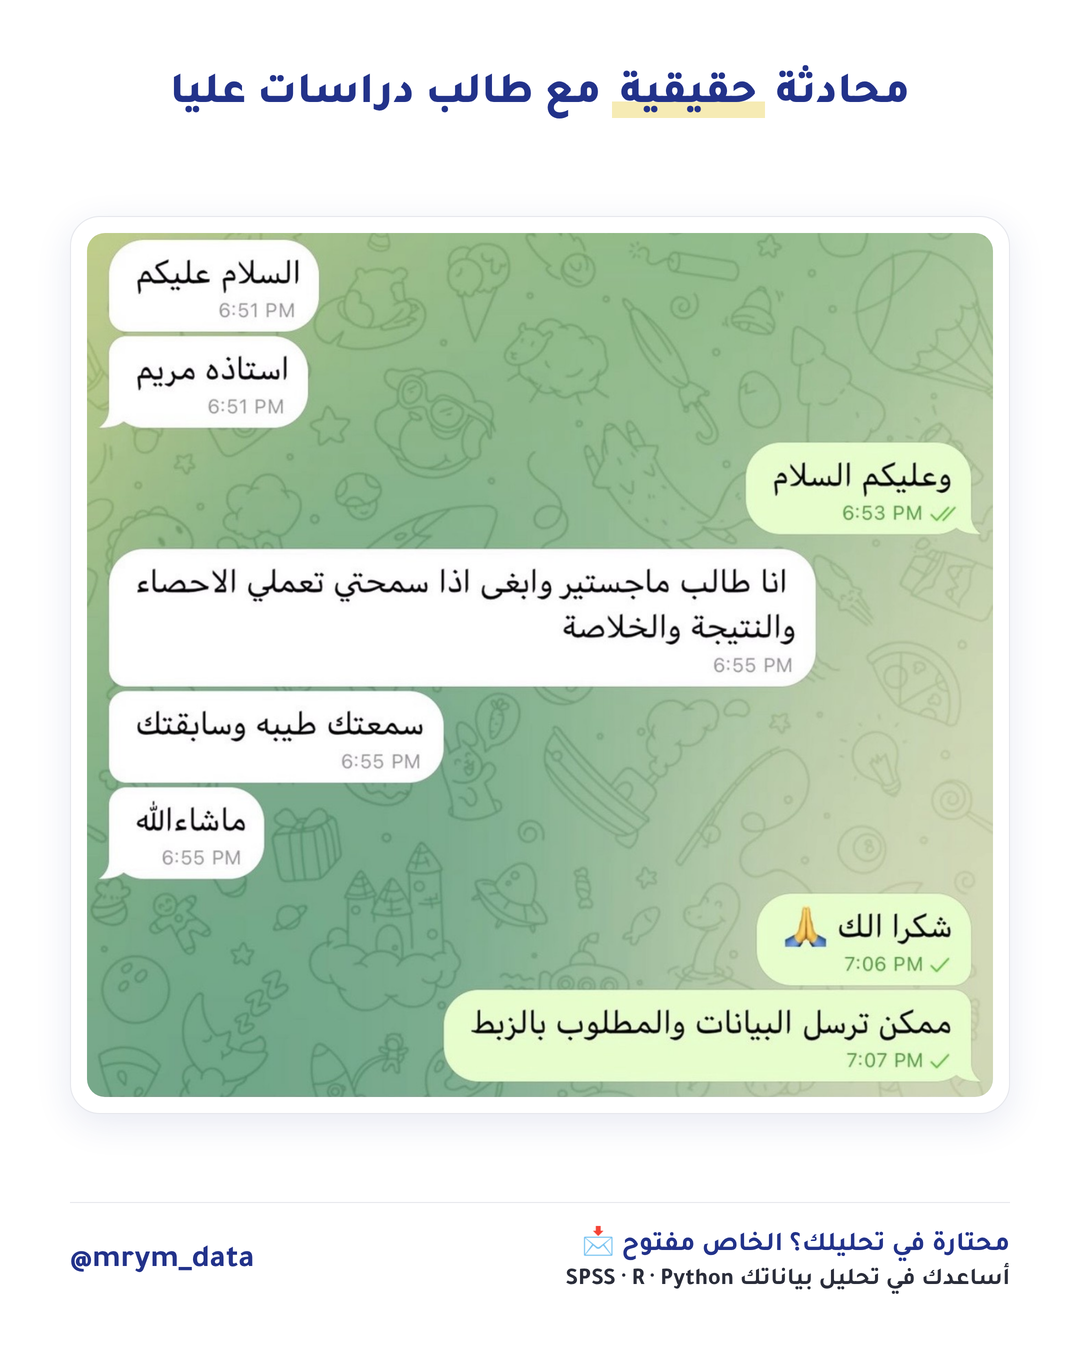 محادثة حقيقية مع طالب دراسات عليا
السلام عليكم
6:51 PM
استاذه مريم
6:51 PM
وعليكم السلام
6:53 PM
انا طالب ماجستير وابغى اذا سمحتي تعملي الاحصاء
والنتيجة والخلاصة
6:55 PM
سمعتك طيبه وسابقتك
6:55 PM
ماشاءالله
6:55 PM
شكرا الك 🙏
7:06 PM
ممكن ترسل البيانات والمطلوب بالزبط
7:07 PM
محتارة في تحليلك؟ الخاص مفتوح 📩
أساعدك في تحليل بياناتك SPSS · R · Python
@mrym_data